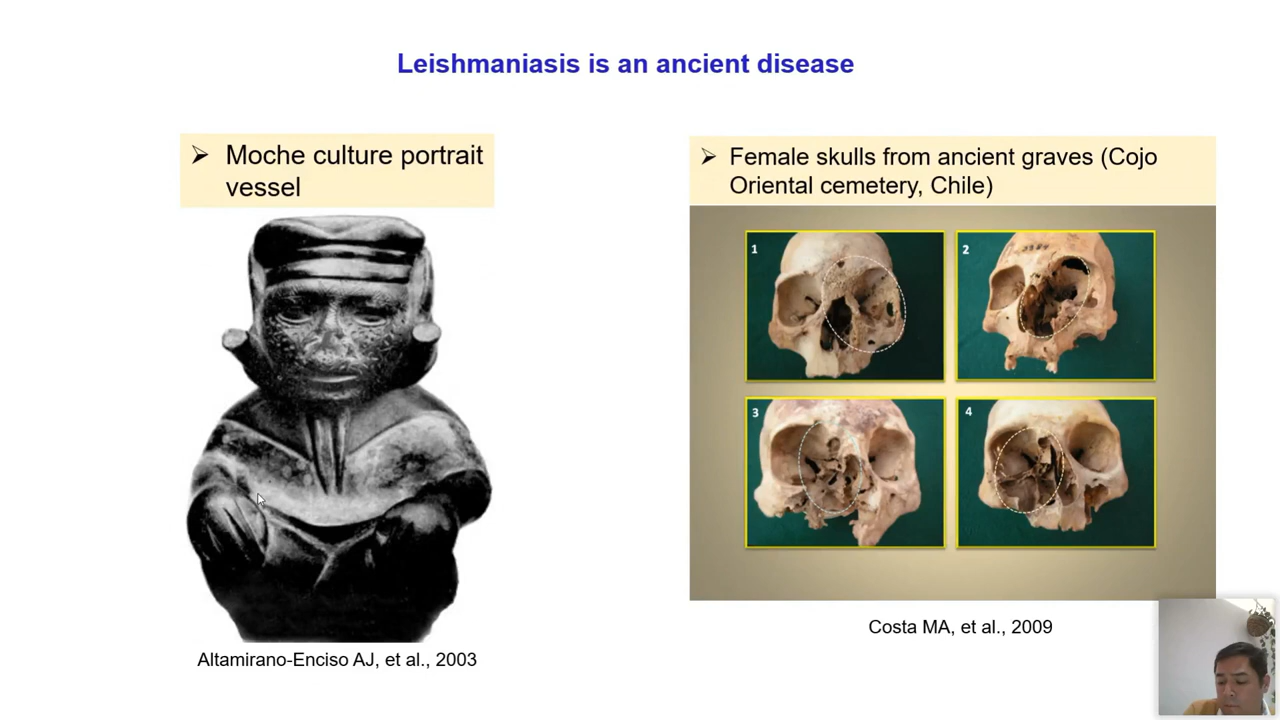 Leishmaniasis is an ancient disease
➢ Moche culture portrait
vessel
➢ Female skulls from ancient graves (Cojo
Oriental cemetery, Chile)
1
2
3
4
Altamirano-Enciso AJ, et al., 2003
Costa MA, et al., 2009